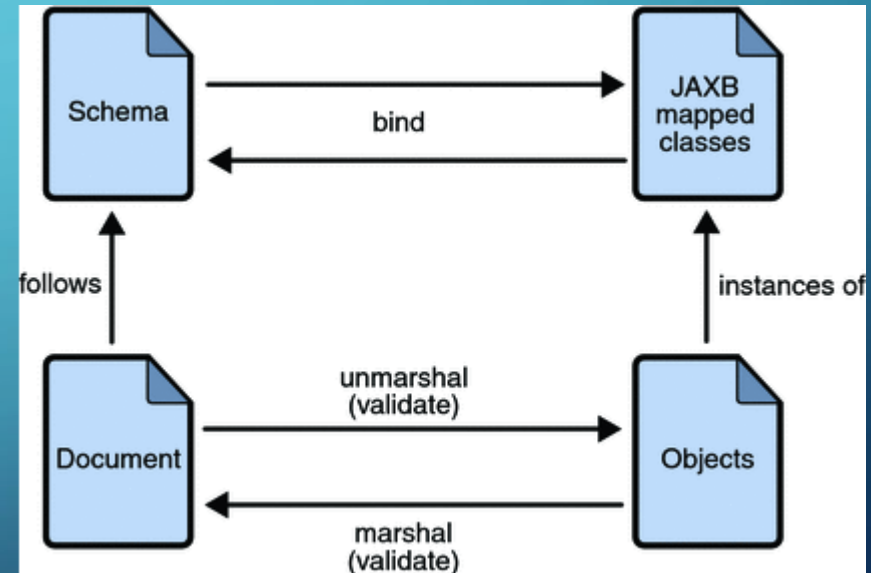 Schema
bind
JAXB
mapped
classes
follows
instances of
Document
unmarshal
(validate)
Objects
marshal
(validate)